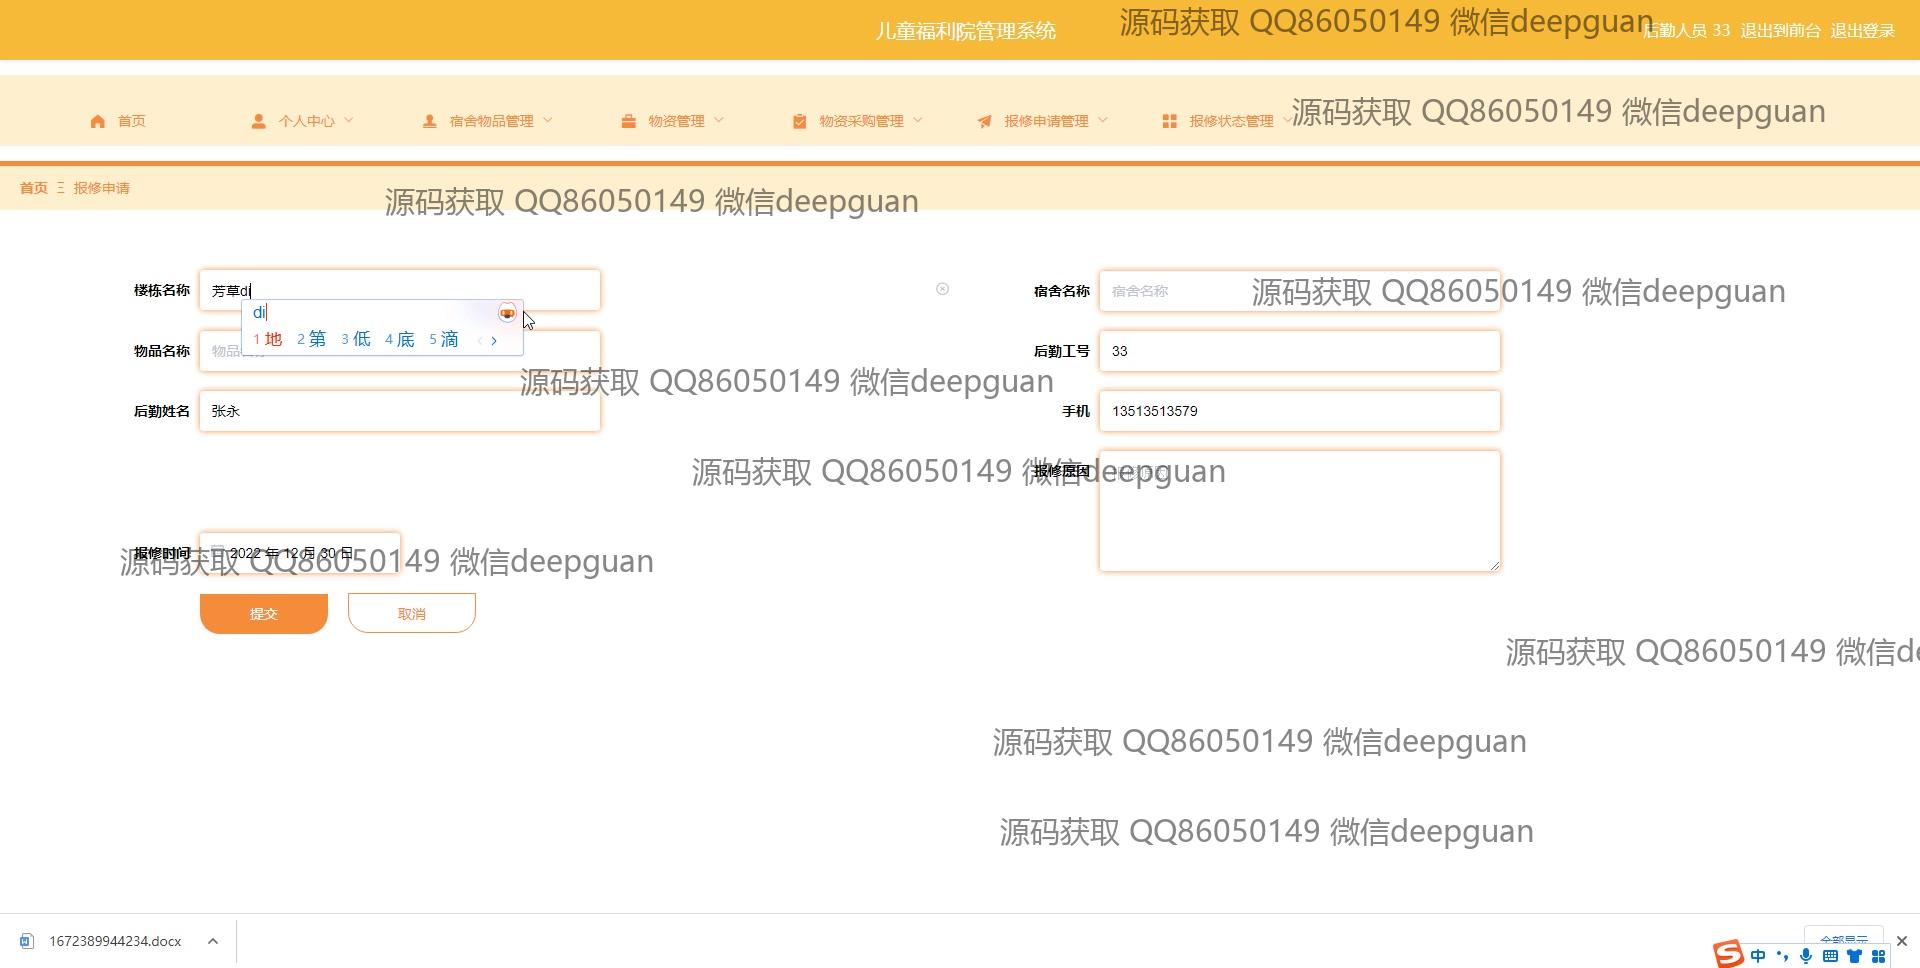 儿童福利院管理系统
源码获取 QQ86050149 微信deepguan
后勤人员 33 退出到前台 退出登录
首页 个人中心 宿舍物品管理 物资管理 物资采购管理 报修申请管理 报修状态管理
源码获取 QQ86050149 微信deepguan
首页 Ξ 报修申请
源码获取 QQ86050149 微信deepguan
楼栋名称 芳草di
宿舍名称 宿舍名称
源码获取 QQ86050149 微信deepguan
di
1 地 2 第 3 低 4 底 5 滴
物品名称 物品
后勤工号 33
源码获取 QQ86050149 微信deepguan
后勤姓名 张永
手机 13513513579
源码获取 QQ86050149 微信deepguan
报修原因
报修时间 2022 年 12 月 30 日
源码获取 QQ86050149 微信deepguan
提交 取消
源码获取 QQ86050149 微信de
源码获取 QQ86050149 微信deepguan
源码获取 QQ86050149 微信deepguan
1672389944234.docx
全部显示
中